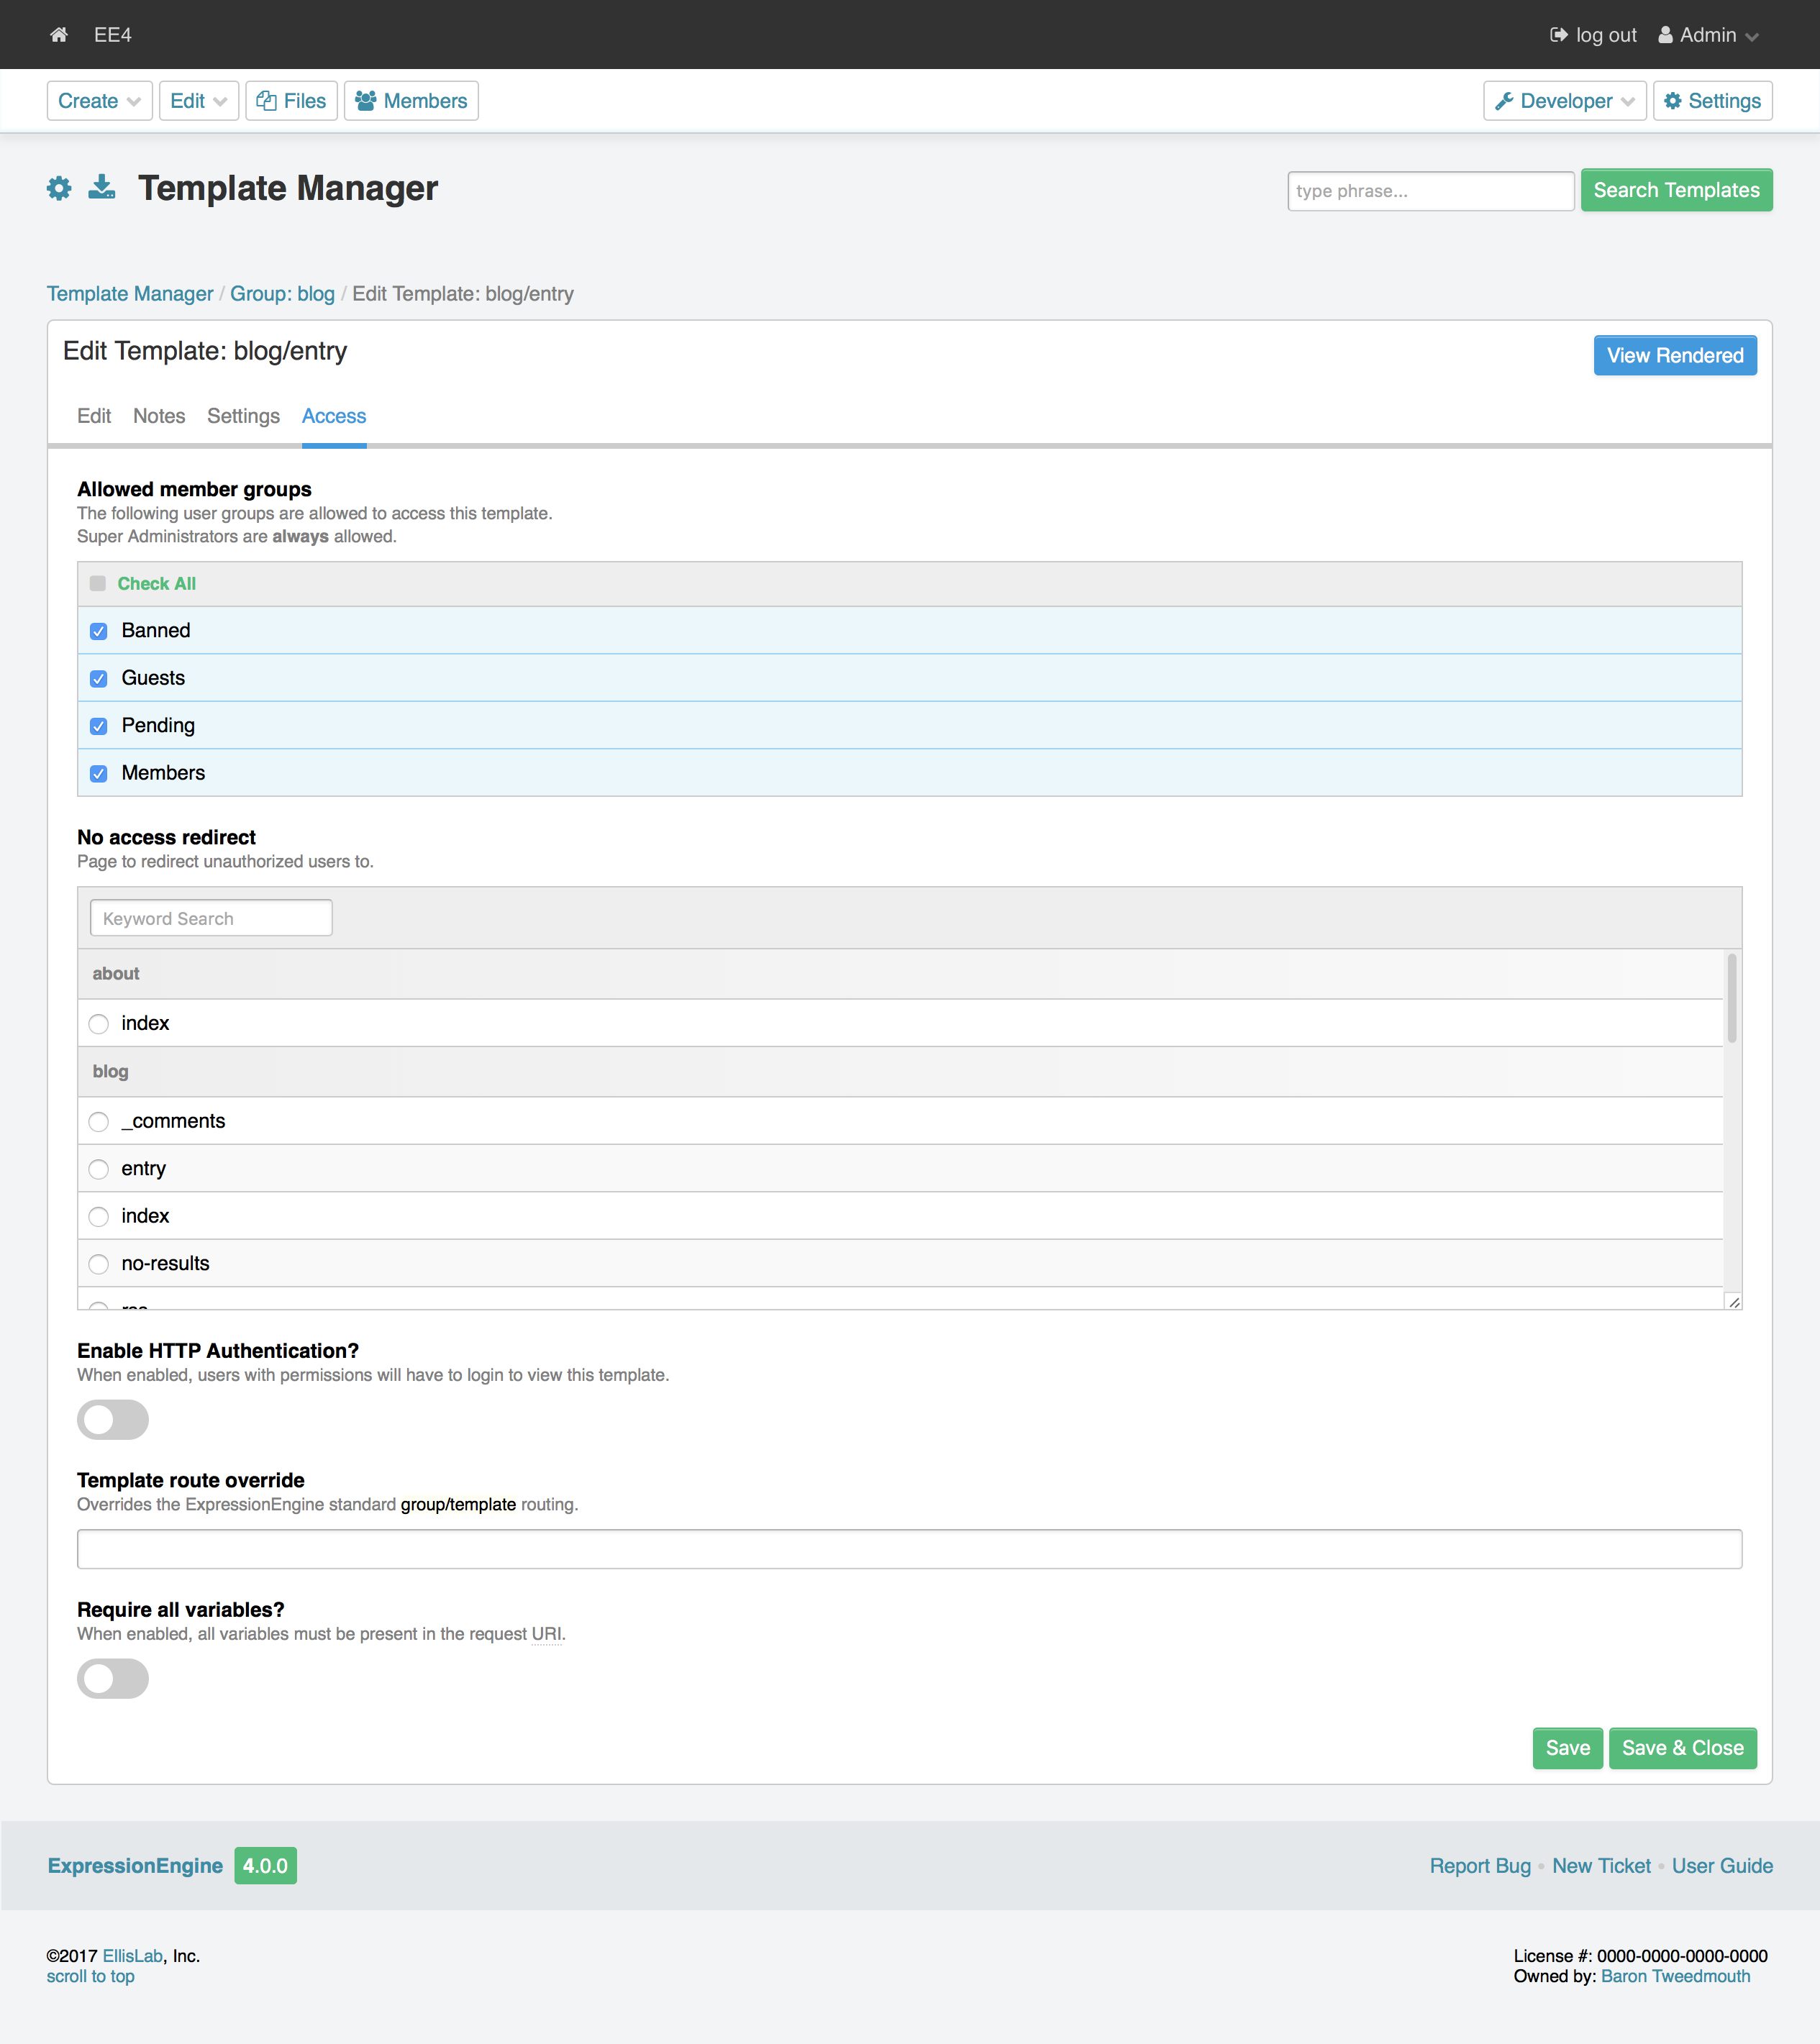 EE4
log out Admin
Create Edit Files Members Developer Settings
Template Manager
type phrase... Search Templates
Template Manager / Group: blog / Edit Template: blog/entry
Edit Template: blog/entry
View Rendered
Edit Notes Settings Access
Allowed member groups
The following user groups are allowed to access this template.
Super Administrators are always allowed.
Check All
Banned
Guests
Pending
Members
No access redirect
Page to redirect unauthorized users to.
Keyword Search
about
index
blog
_comments
entry
index
no-results
Enable HTTP Authentication?
When enabled, users with permissions will have to login to view this template.
Template route override
Overrides the ExpressionEngine standard group/template routing.
Require all variables?
When enabled, all variables must be present in the request URI.
Save Save & Close
ExpressionEngine 4.0.0
Report Bug • New Ticket • User Guide
©2017 EllisLab, Inc.
scroll to top
License #: 0000-0000-0000-0000
Owned by: Baron Tweedmouth